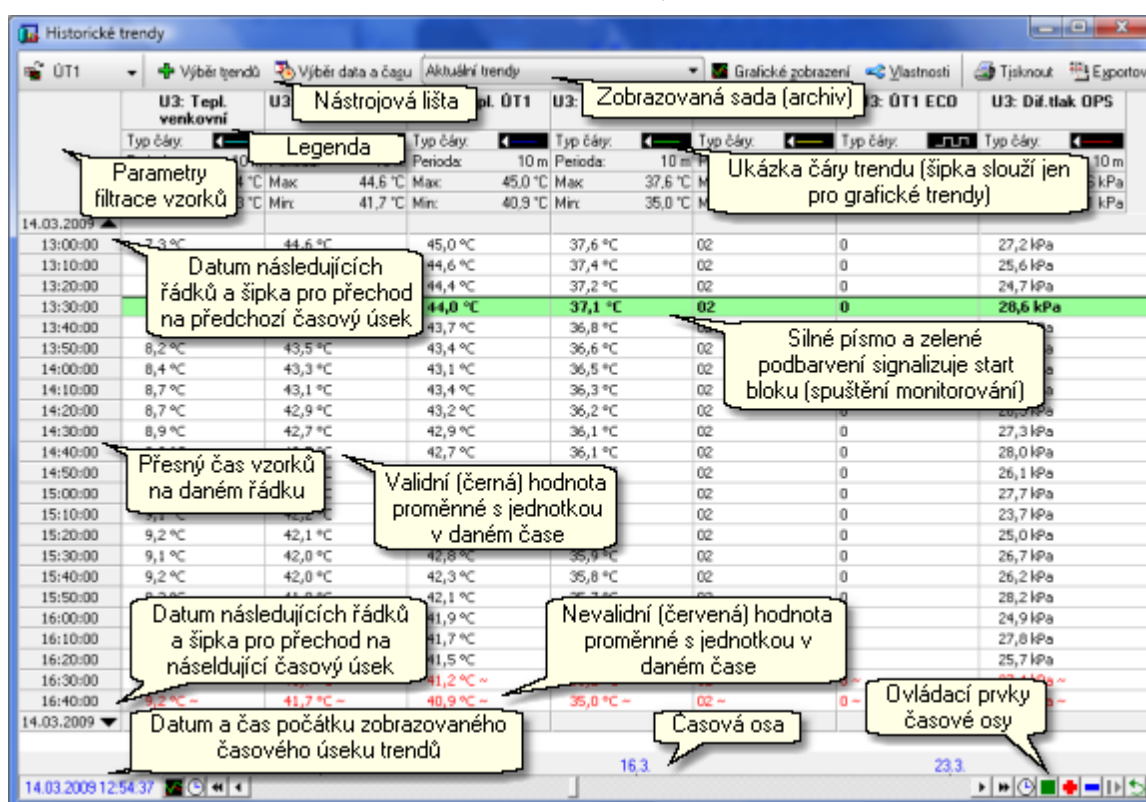 Historické trendy
ÚT1 Výběr trendů Výběr data a času Aktuální trendy Grafické zobrazení Vlastnosti Tisknout
Nástrojová lišta
Zobrazovaná sada (archiv)
U3: Tepl. venkovní
ÚT1
U3: ÚT1 ECO
U3: Dif.tlak OPS
Legenda
Typ čáry: Typ čáry: Typ čáry: Typ čáry: Typ čáry: Typ čáry:
Perioda: 10 m Perioda: 10 m
10 m
Parametry
filtrace vzorků
Ukázka čáry trendu (šipka slouží jen
pro grafické trendy)
Max: 44,6 °C Max: 45,0 °C Max: 37,6 °C
Min: 41,7 °C Min: 40,9 °C Min: 35,0 °C
kPa
14.03.2009
13:00:00 7,3 °C 44,6 °C 45,0 °C 37,6 °C 02 0 27,2 kPa
13:10:00 44,6 °C 37,4 °C 02 0 25,6 kPa
13:20:00 44,4 °C 37,2 °C 02 0 24,7 kPa
13:30:00 44,0 °C 37,1 °C 02 0 28,6 kPa
13:40:00 43,7 °C 36,8 °C 02
13:50:00 8,2 °C 43,5 °C 43,4 °C 36,6 °C 02
14:00:00 8,4 °C 43,3 °C 43,1 °C 36,5 °C 02
14:10:00 8,7 °C 43,1 °C 43,4 °C 36,3 °C 02
14:20:00 8,7 °C 42,9 °C 43,2 °C 36,2 °C 02 0
14:30:00 8,9 °C 42,7 °C 42,9 °C 36,1 °C 02 0 27,3 kPa
14:40:00 42,7 °C 36,1 °C 02 0 28,0 kPa
14:50:00 02 0 26,1 kPa
15:00:00 02 0 27,7 kPa
15:10:00 02 0 23,7 kPa
15:20:00 9,2 °C 42,1 °C 02 0 25,0 kPa
15:30:00 9,1 °C 42,0 °C 42,8 °C 35,9 °C 02 0 26,7 kPa
15:40:00 9,2 °C 42,0 °C 42,3 °C 35,8 °C 02 0 26,2 kPa
15:50:00 42,1 °C 02 0 28,2 kPa
16:00:00 41,9 °C 24,9 kPa
16:10:00 41,7 °C 27,8 kPa
16:20:00 41,5 °C 25,7 kPa
16:30:00 41,2 °C ~
16:40:00 9,2 °C ~ 41,7 °C ~ 40,9 °C ~ 35,0 °C ~ 02 ~ 0 ~
14.03.2009
Datum následujících
řádků a šipka pro přechod
na předchozí časový úsek
Silné písmo a zelené
podbarvení signalizuje start
bloku (spuštění monitorování)
Přesný čas vzorků
na daném řádku
Validní (černá) hodnota
proměnné s jednotkou
v daném čase
Datum následujících řádků
a šipka pro přechod na
náseldující časový úsek
Nevalidní (červená) hodnota
proměnné s jednotkou v
daném čase
Ovládací prvky
časové osy
Datum a čas počátku zobrazovaného
časového úseku trendů
Časová osa
16.3. 23.3.
14.03.2009 12:54:37